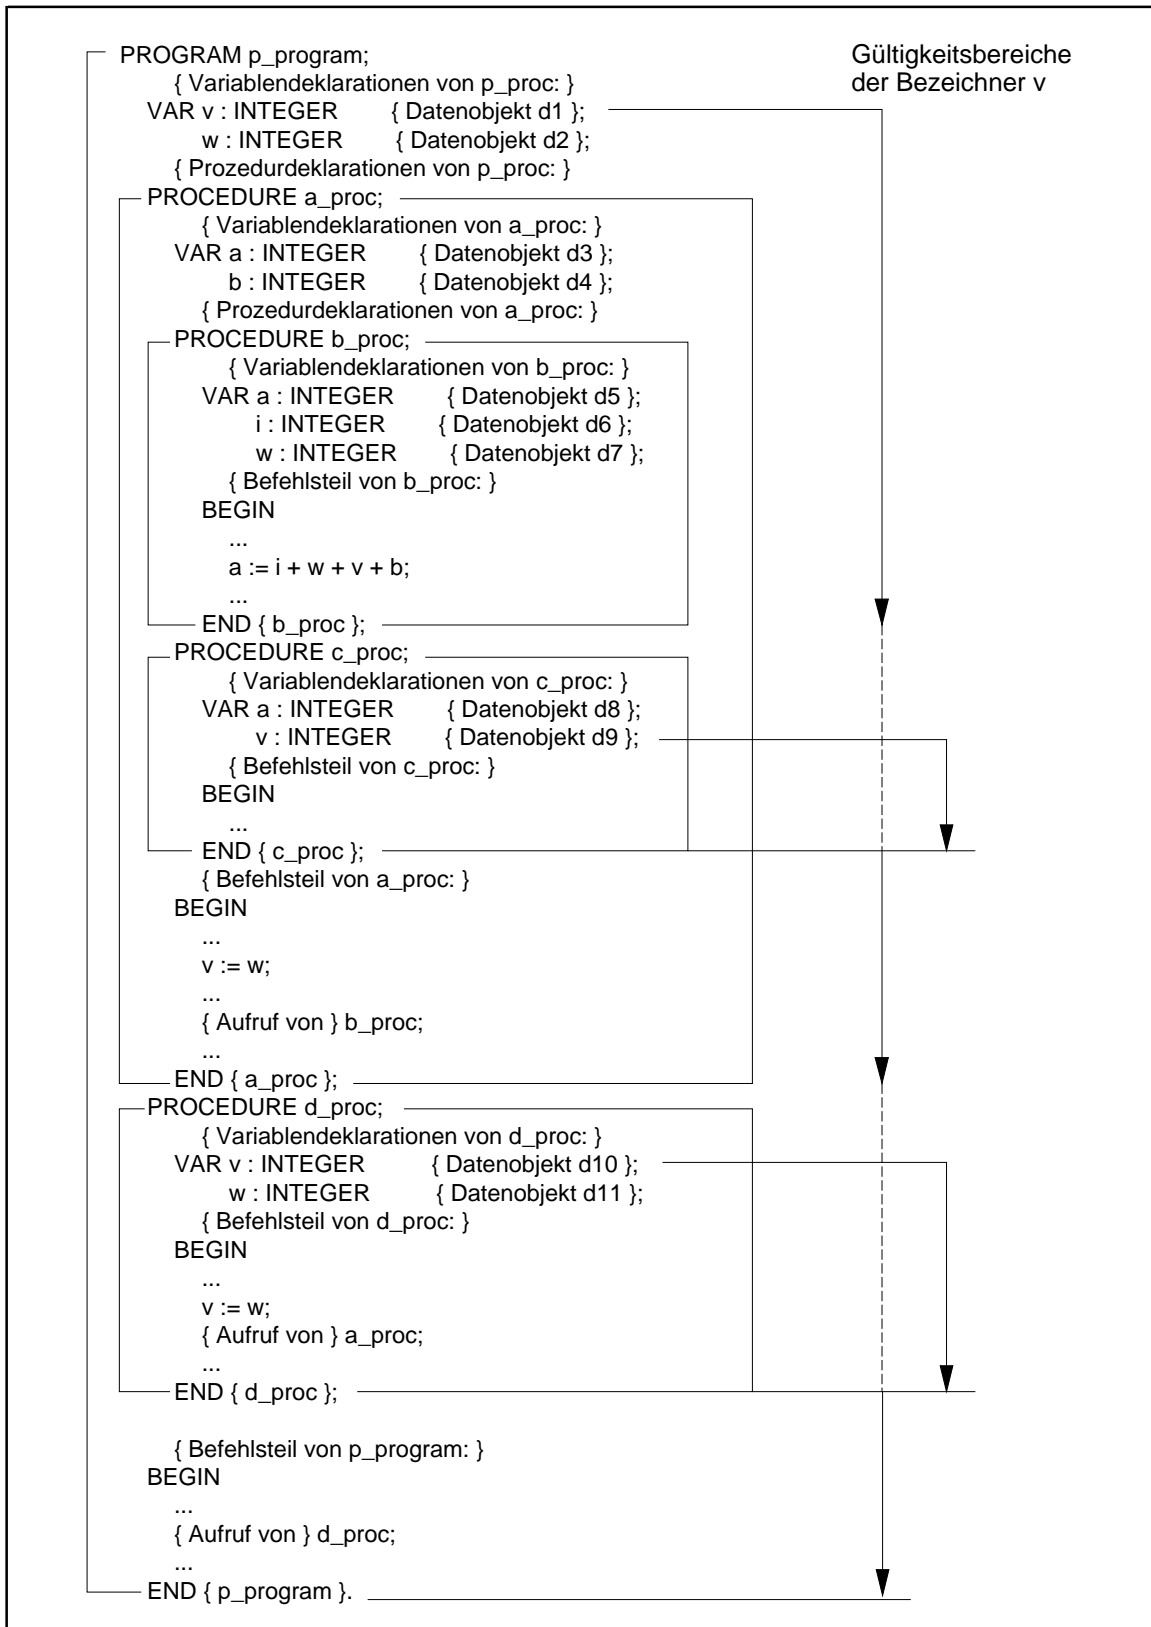 PROGRAM p_program;
Gültigkeitsbereiche
der Bezeichner v
{ Variablendeklarationen von p_proc: }
VAR v : INTEGER { Datenobjekt d1 };
w : INTEGER { Datenobjekt d2 };
{ Prozedurdeklarationen von p_proc: }
PROCEDURE a_proc;
{ Variablendeklarationen von a_proc: }
VAR a : INTEGER { Datenobjekt d3 };
b : INTEGER { Datenobjekt d4 };
{ Prozedurdeklarationen von a_proc: }
PROCEDURE b_proc;
{ Variablendeklarationen von b_proc: }
VAR a : INTEGER { Datenobjekt d5 };
i : INTEGER { Datenobjekt d6 };
w : INTEGER { Datenobjekt d7 };
{ Befehlsteil von b_proc: }
BEGIN
...
a := i + w + v + b;
...
END { b_proc };
PROCEDURE c_proc;
{ Variablendeklarationen von c_proc: }
VAR a : INTEGER { Datenobjekt d8 };
v : INTEGER { Datenobjekt d9 };
{ Befehlsteil von c_proc: }
BEGIN
...
END { c_proc };
{ Befehlsteil von a_proc: }
BEGIN
...
v := w;
...
{ Aufruf von } b_proc;
...
END { a_proc };
PROCEDURE d_proc;
{ Variablendeklarationen von d_proc: }
VAR v : INTEGER { Datenobjekt d10 };
w : INTEGER { Datenobjekt d11 };
{ Befehlsteil von d_proc: }
BEGIN
...
v := w;
{ Aufruf von } a_proc;
...
END { d_proc };
{ Befehlsteil von p_program: }
BEGIN
...
{ Aufruf von } d_proc;
...
END { p_program }.